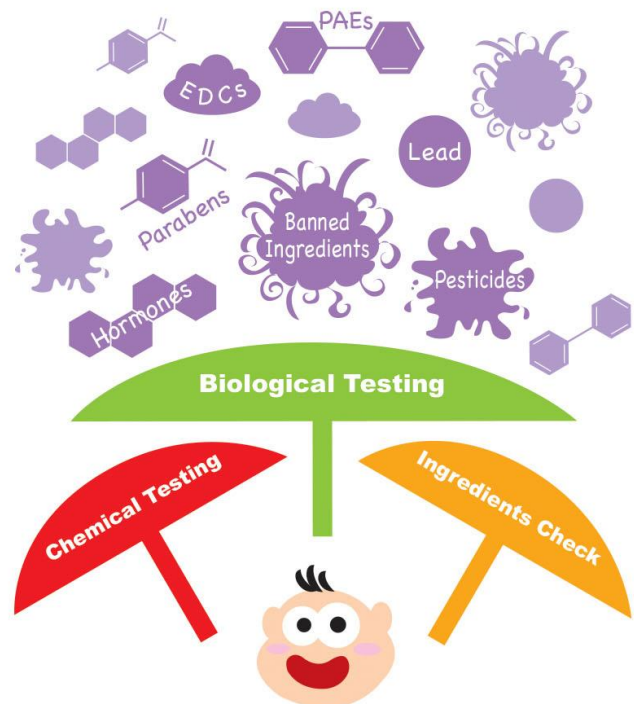 PAEs
EDCs
Lead
Parabens
Banned
Ingredients
Pesticides
Hormones
Biological Testing
Chemical Testing
Ingredients Check